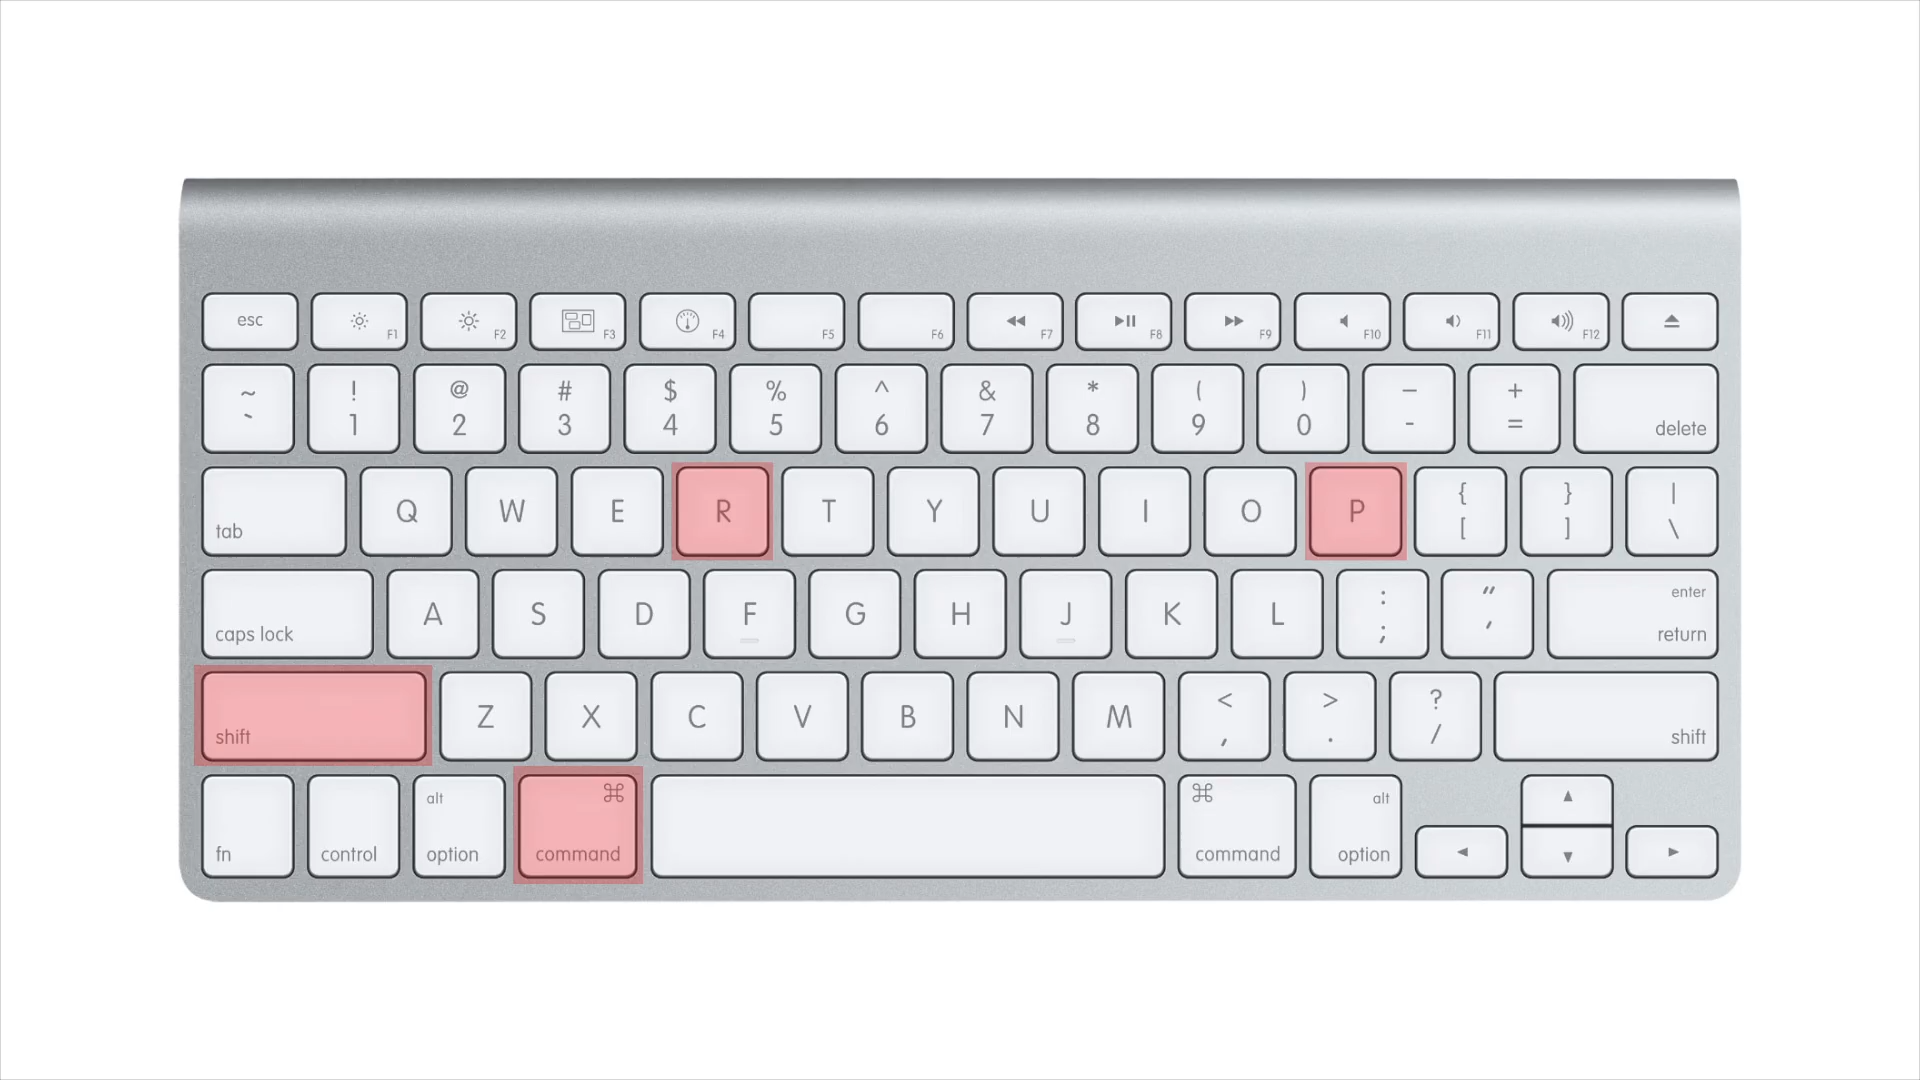 esc F1 F2 F3 F4 F5 F6 F7 F8 F9 F10 F11 F12
~ ! @ # $ % ^ & * ( ) – +
` 1 2 3 4 5 6 7 8 9 0 - = delete
tab Q W E R T Y U I O P { [ } ] | \
caps lock A S D F G H J K L : ; " ' enter return
shift Z X C V B N M < , > . ? / shift
fn control alt option ⌘ command ⌘ command alt option